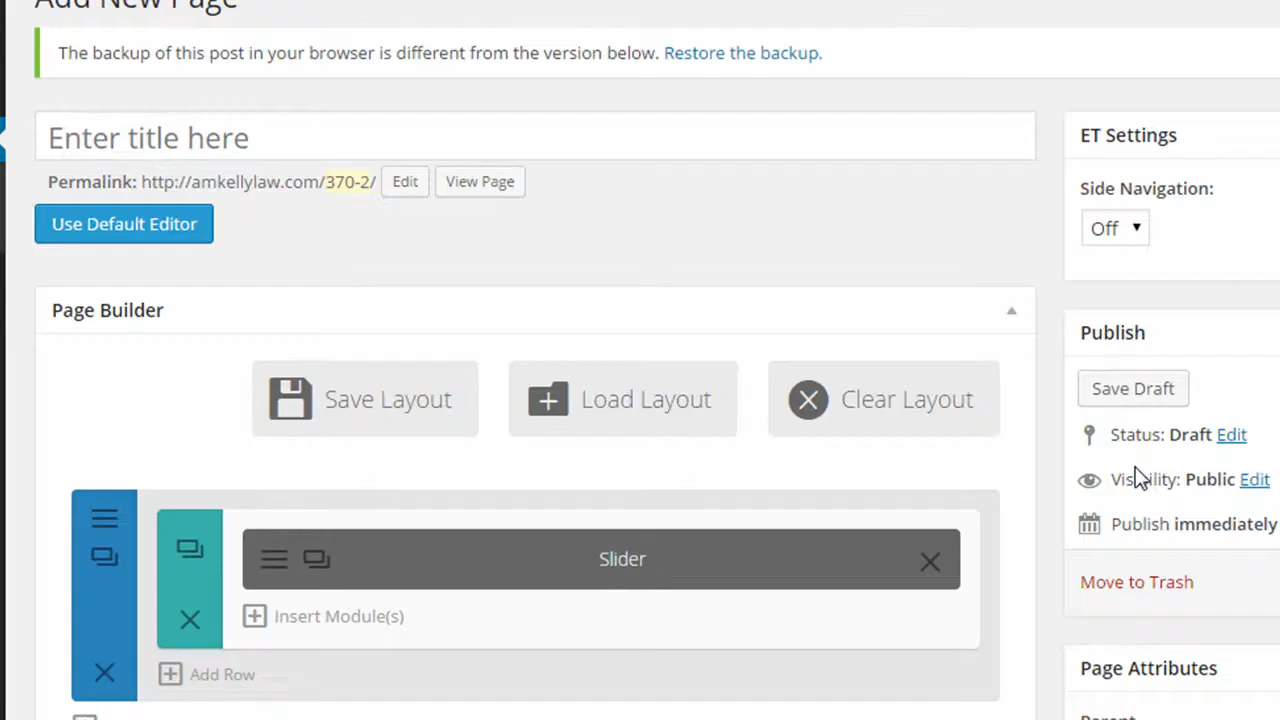 Add New Page
The backup of this post in your browser is different from the version below. Restore the backup.
Enter title here
Permalink: http://amkellylaw.com/370-2/ Edit View Page
Use Default Editor
Page Builder
Save Layout Load Layout Clear Layout
Slider
Insert Module(s)
Add Row
ET Settings
Side Navigation:
Off
Publish
Save Draft
Status: Draft Edit
Visibility: Public Edit
Publish immediately
Move to Trash
Page Attributes
Parent